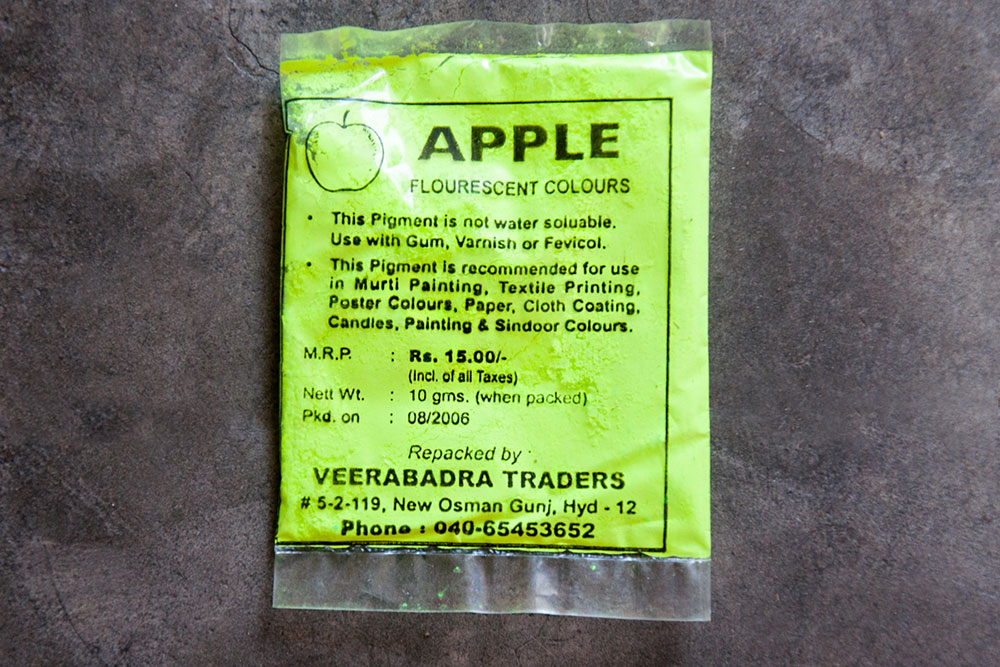 APPLE
FLOURESCENT COLOURS
• This Pigment is not water soluable.
Use with Gum, Varnish or Fevicol.
• This Pigment is recommended for use
in Murti Painting, Textile Printing,
Poster Colours, Paper, Cloth Coating,
Candles, Painting & Sindoor Colours.
M.R.P. : Rs. 15.00/-
(Incl. of all Taxes)
Nett Wt. : 10 gms. (when packed)
Pkd. on : 08/2006
Repacked by :
VEERABADRA TRADERS
# 5-2-119, New Osman Gunj, Hyd - 12
Phone : 040-65453652